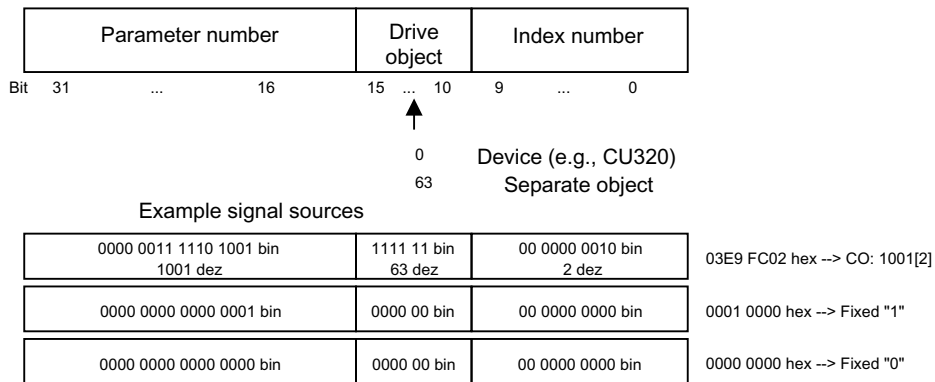 Parameter number Drive object Index number
Bit 31 ... 16 15 ... 10 9 ... 0
0 Device (e.g., CU320)
63 Separate object
Example signal sources
0000 0011 1110 1001 bin 1111 11 bin 00 0000 0010 bin
1001 dez 63 dez 2 dez
03E9 FC02 hex --> CO: 1001[2]
0000 0000 0000 0001 bin 0000 00 bin 00 0000 0000 bin 0001 0000 hex --> Fixed "1"
0000 0000 0000 0000 bin 0000 00 bin 00 0000 0000 bin 0000 0000 hex --> Fixed "0"